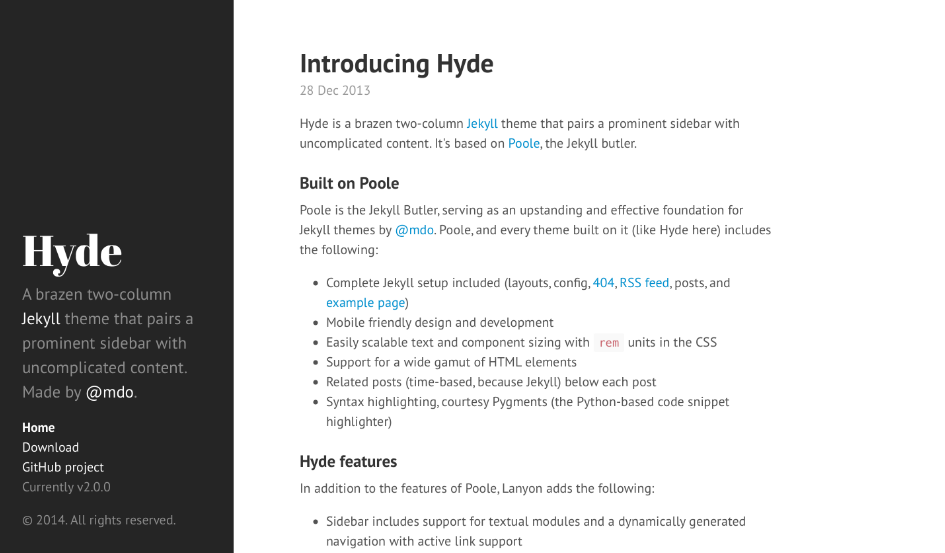 Hyde
A brazen two-column
Jekyll theme that pairs a
prominent sidebar with
uncomplicated content.
Made by @mdo.
Home
Download
GitHub project
Currently v2.0.0
© 2014. All rights reserved.
Introducing Hyde
28 Dec 2013
Hyde is a brazen two-column Jekyll theme that pairs a prominent sidebar with
uncomplicated content. It's based on Poole, the Jekyll butler.
Built on Poole
Poole is the Jekyll Butler, serving as an upstanding and effective foundation for
Jekyll themes by @mdo. Poole, and every theme built on it (like Hyde here) includes
the following:
• Complete Jekyll setup included (layouts, config, 404, RSS feed, posts, and
example page)
• Mobile friendly design and development
• Easily scalable text and component sizing with rem units in the CSS
• Support for a wide gamut of HTML elements
• Related posts (time-based, because Jekyll) below each post
• Syntax highlighting, courtesy Pygments (the Python-based code snippet
highlighter)
Hyde features
In addition to the features of Poole, Lanyon adds the following:
• Sidebar includes support for textual modules and a dynamically generated
navigation with active link support